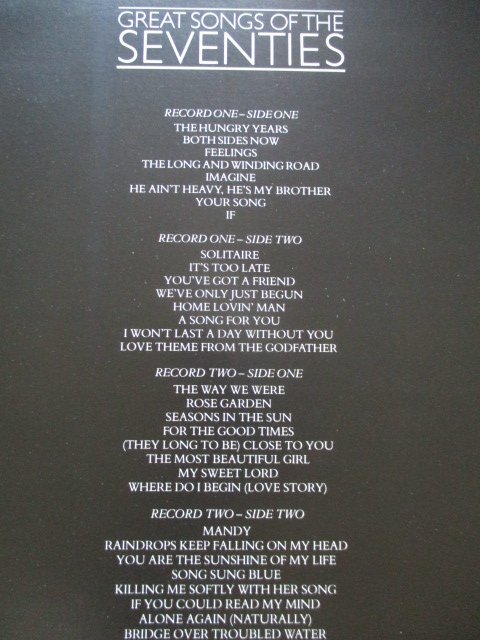 GREAT SONGS OF THE
SEVENTIES
RECORD ONE – SIDE ONE
THE HUNGRY YEARS
BOTH SIDES NOW
FEELINGS
THE LONG AND WINDING ROAD
IMAGINE
HE AIN'T HEAVY, HE'S MY BROTHER
YOUR SONG
IF
RECORD ONE – SIDE TWO
SOLITAIRE
IT'S TOO LATE
YOU'VE GOT A FRIEND
WE'VE ONLY JUST BEGUN
HOME LOVIN' MAN
A SONG FOR YOU
I WON'T LAST A DAY WITHOUT YOU
LOVE THEME FROM THE GODFATHER
RECORD TWO – SIDE ONE
THE WAY WE WERE
ROSE GARDEN
SEASONS IN THE SUN
FOR THE GOOD TIMES
(THEY LONG TO BE) CLOSE TO YOU
THE MOST BEAUTIFUL GIRL
MY SWEET LORD
WHERE DO I BEGIN (LOVE STORY)
RECORD TWO – SIDE TWO
MANDY
RAINDROPS KEEP FALLING ON MY HEAD
YOU ARE THE SUNSHINE OF MY LIFE
SONG SUNG BLUE
KILLING ME SOFTLY WITH HER SONG
IF YOU COULD READ MY MIND
ALONE AGAIN (NATURALLY)
BRIDGE OVER TROUBLED WATER